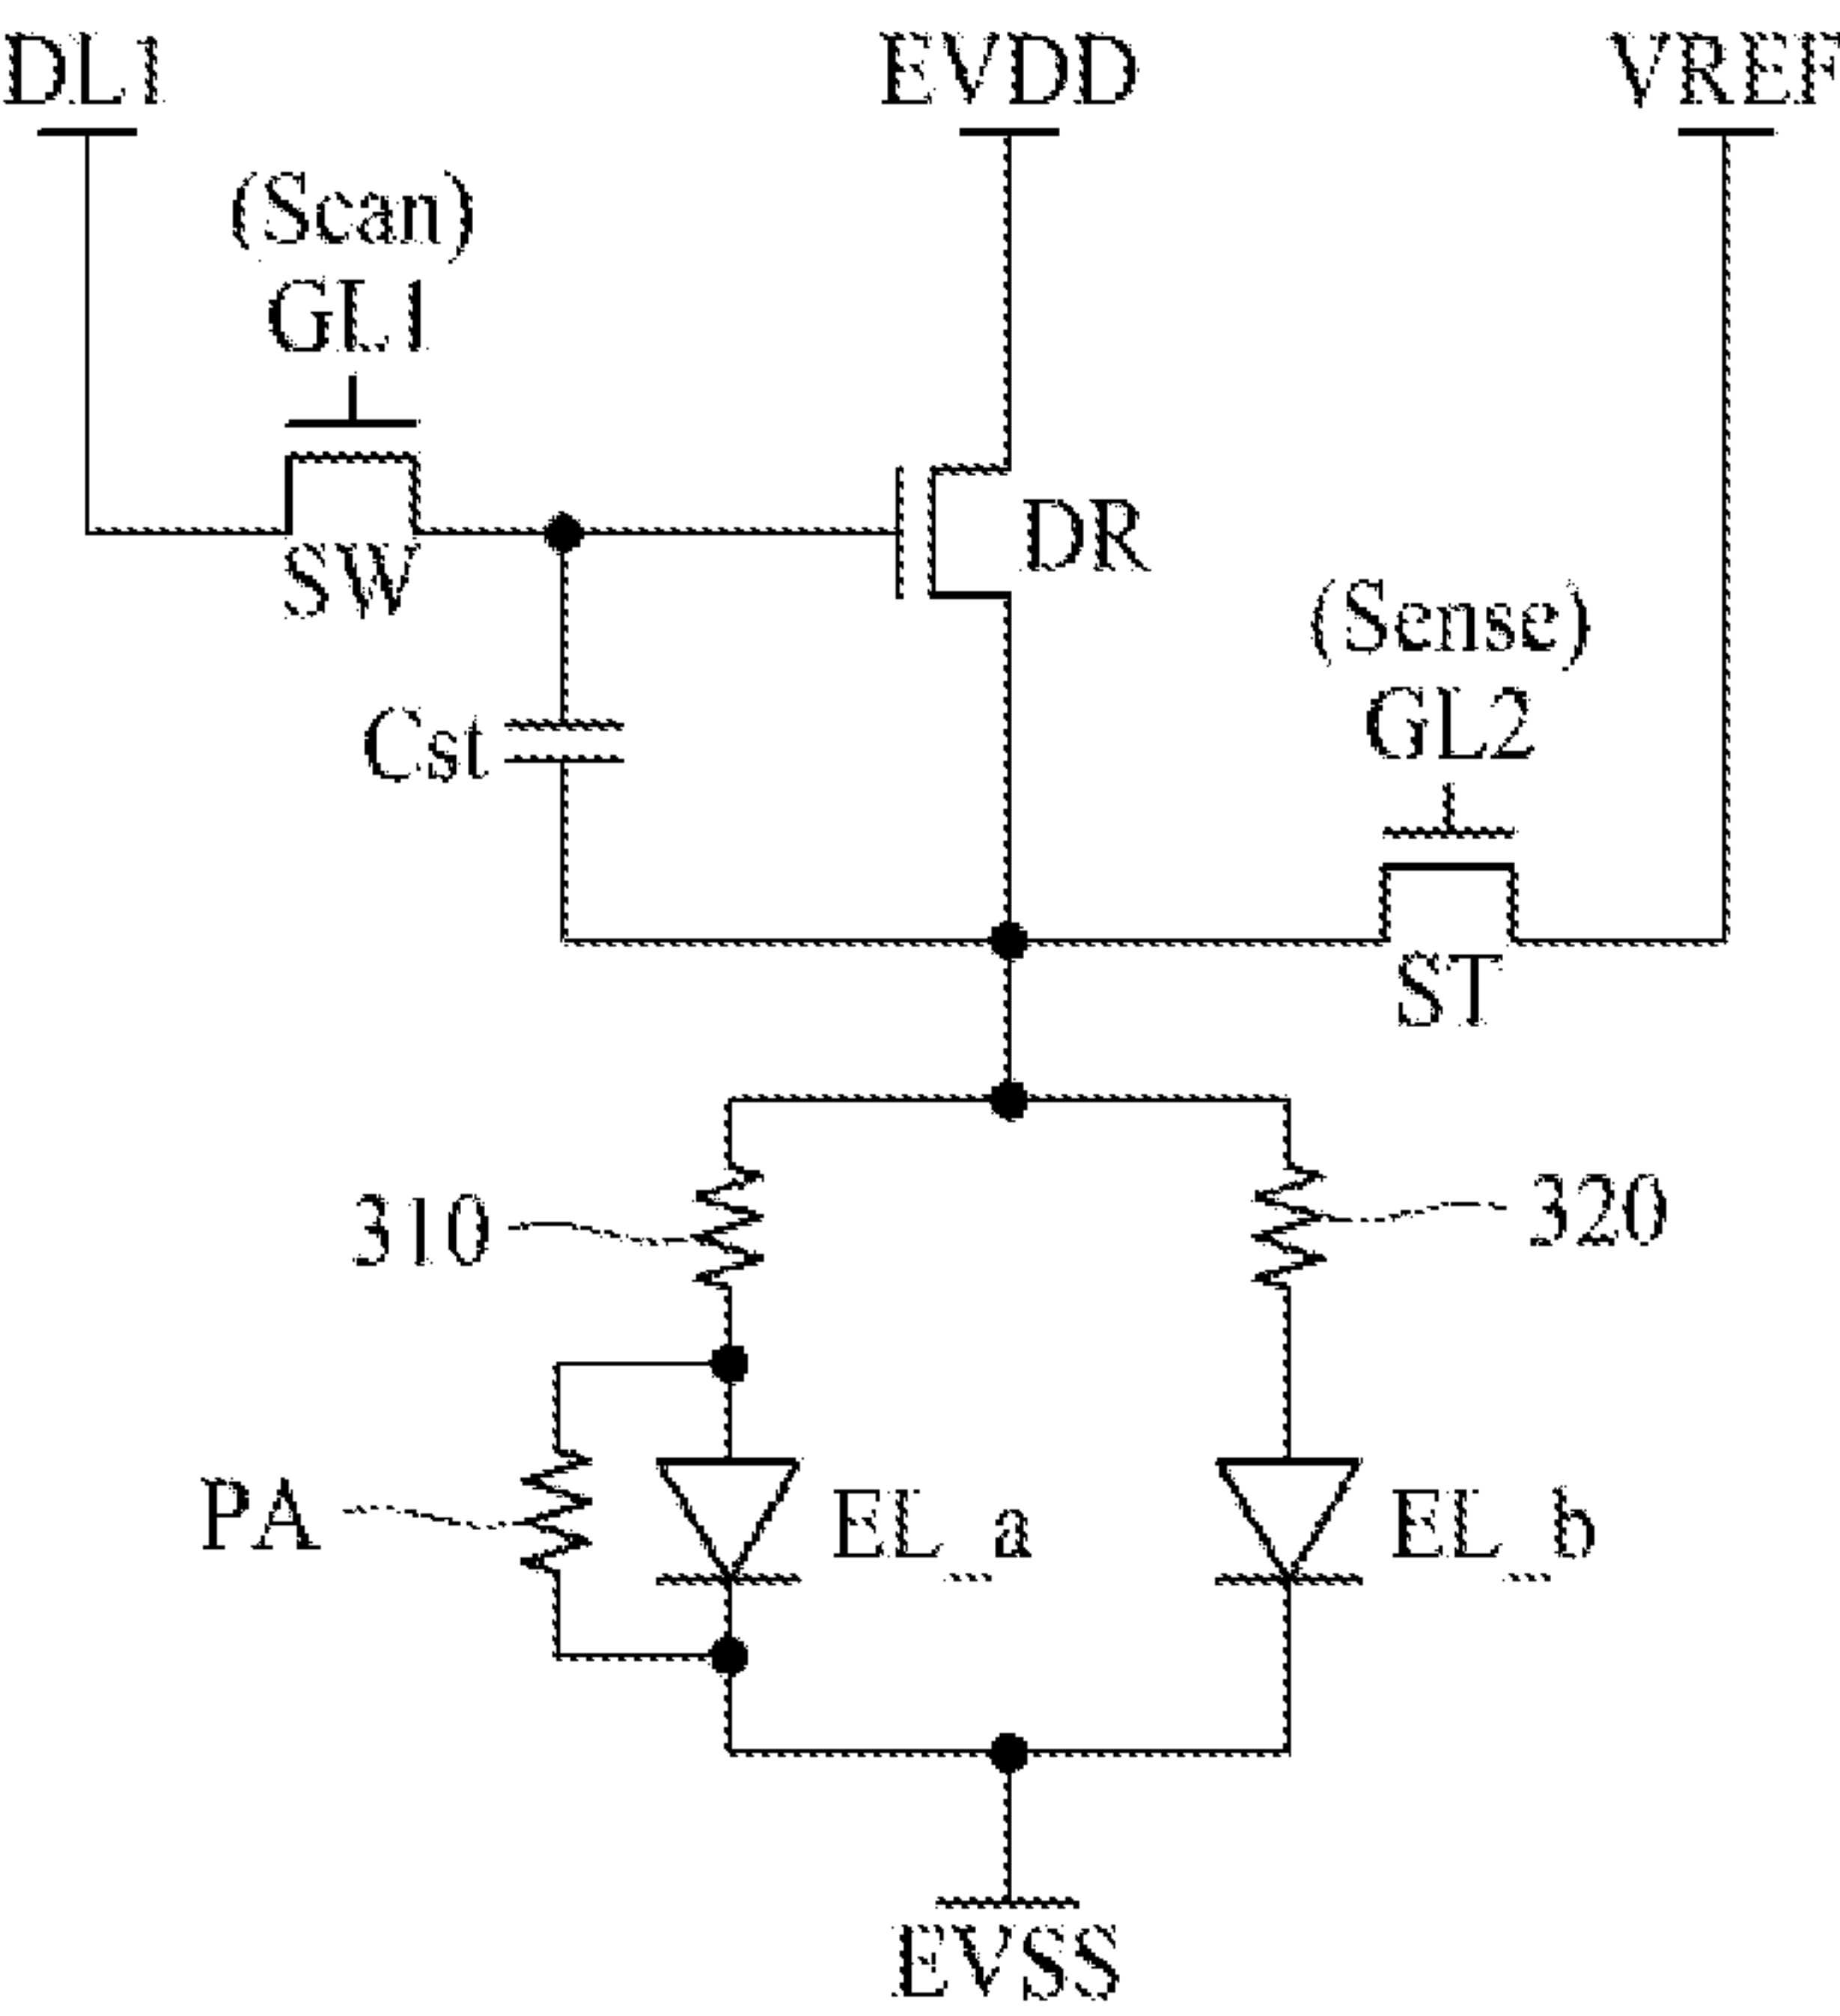 DL1
EVDD
VREF
(Scan)
GL1
SW
DR
(Sense)
GL2
Cst
ST
310
320
PA
EL_a
EL_b
EVSS